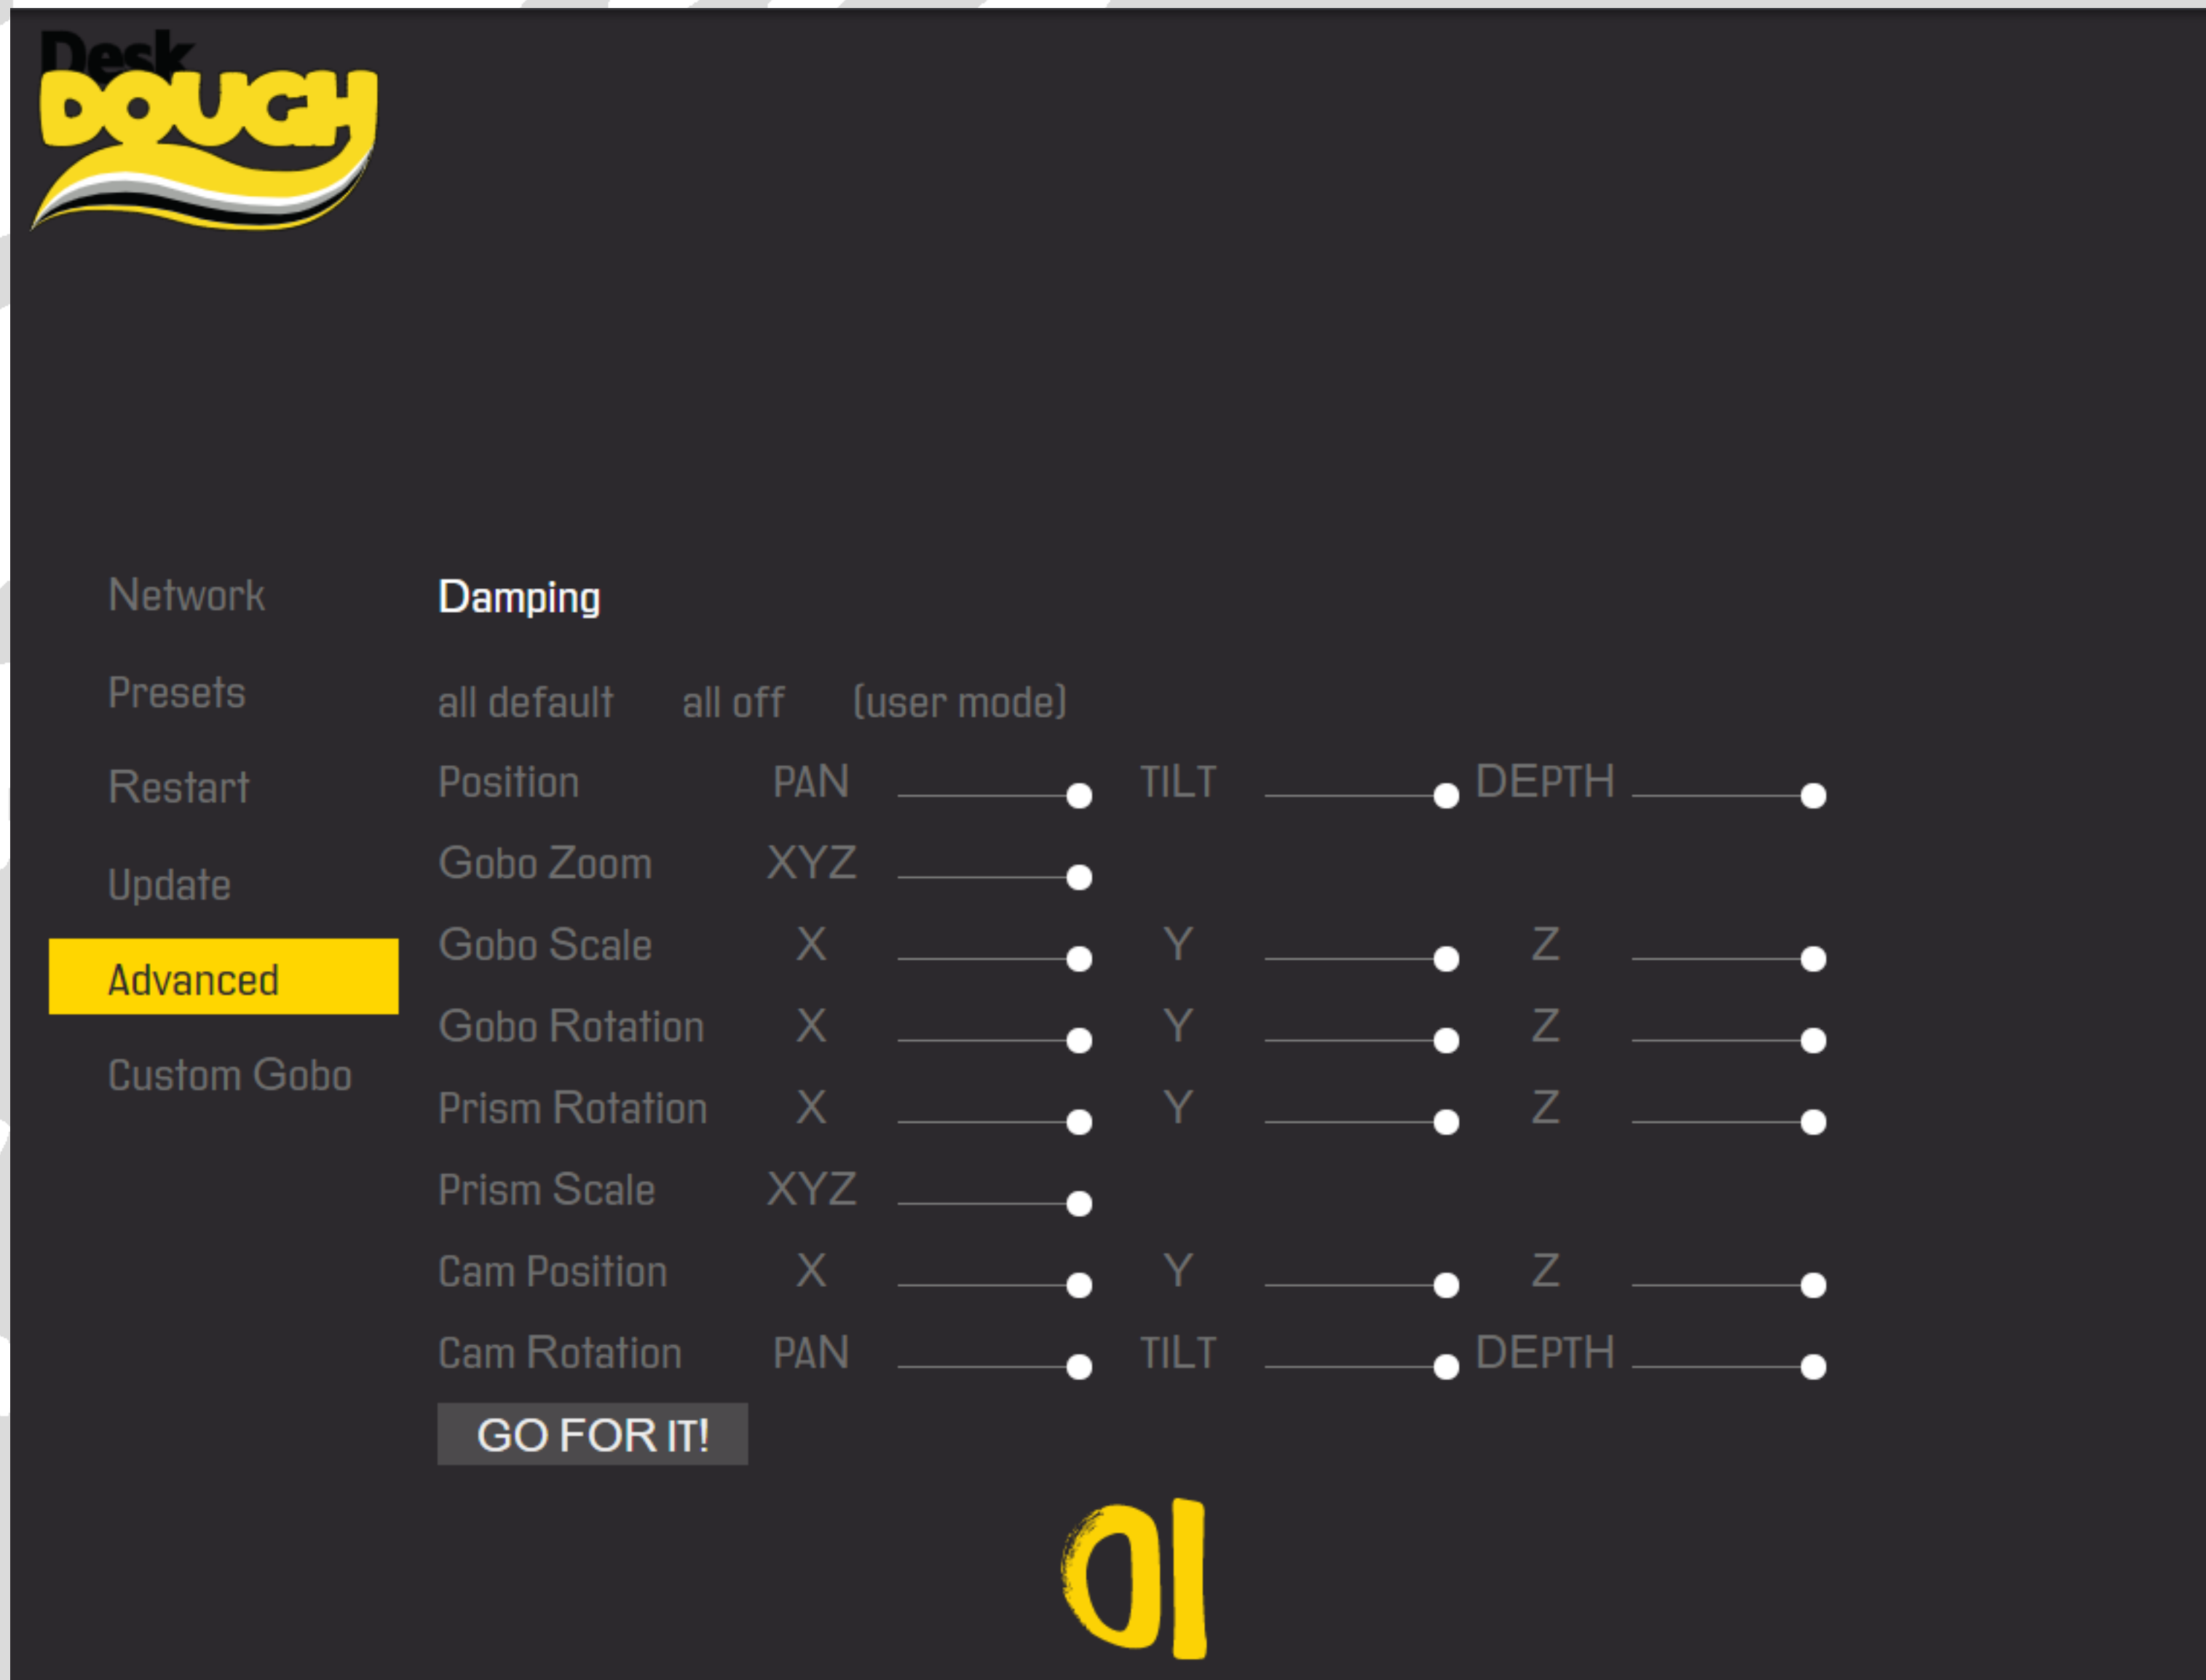 Desk
DOUGH
Network
Presets
Restart
Update
Advanced
Custom Gobo
Damping
all default all off (user mode)
Position PAN TILT DEPTH
Gobo Zoom XYZ
Gobo Scale X Y Z
Gobo Rotation X Y Z
Prism Rotation X Y Z
Prism Scale XYZ
Cam Position X Y Z
Cam Rotation PAN TILT DEPTH
GO FOR IT!